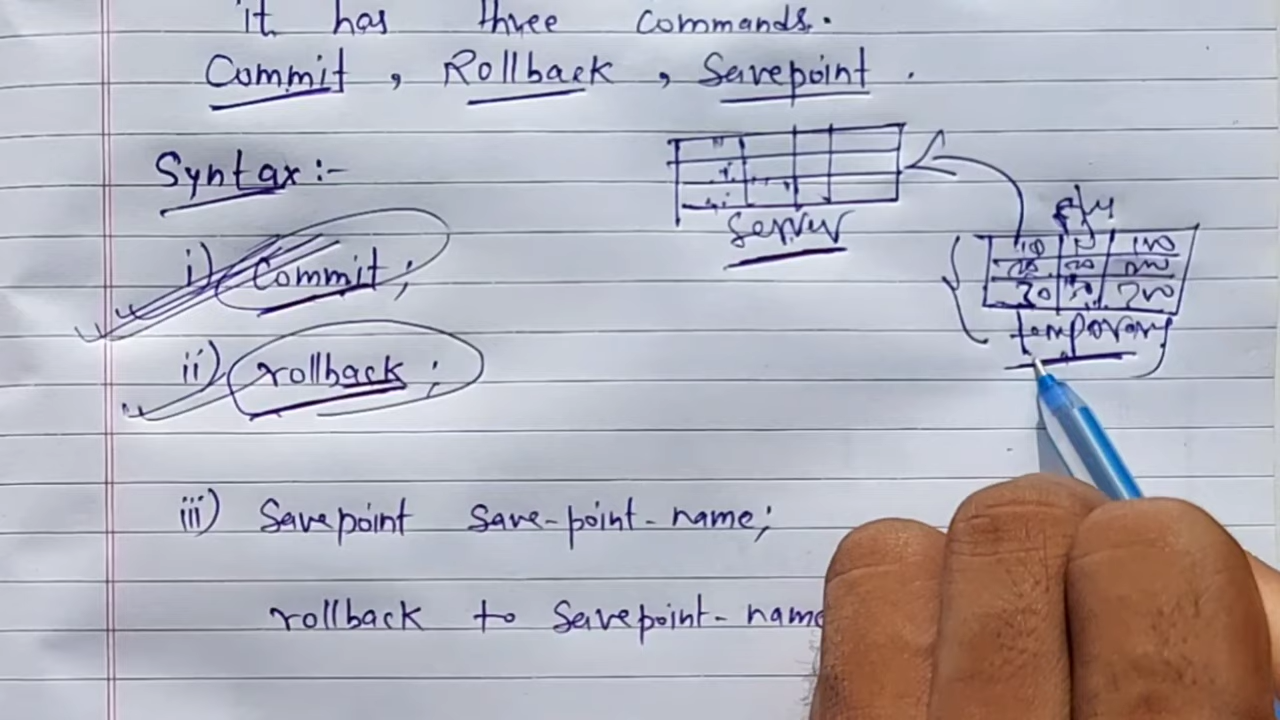 it has three commands.
Commit, Rollback, Savepoint.
Syntax:-
Server
i) Commit;
temporary
ii) rollback;
iii) Savepoint save-point-name;
rollback to savepoint-name